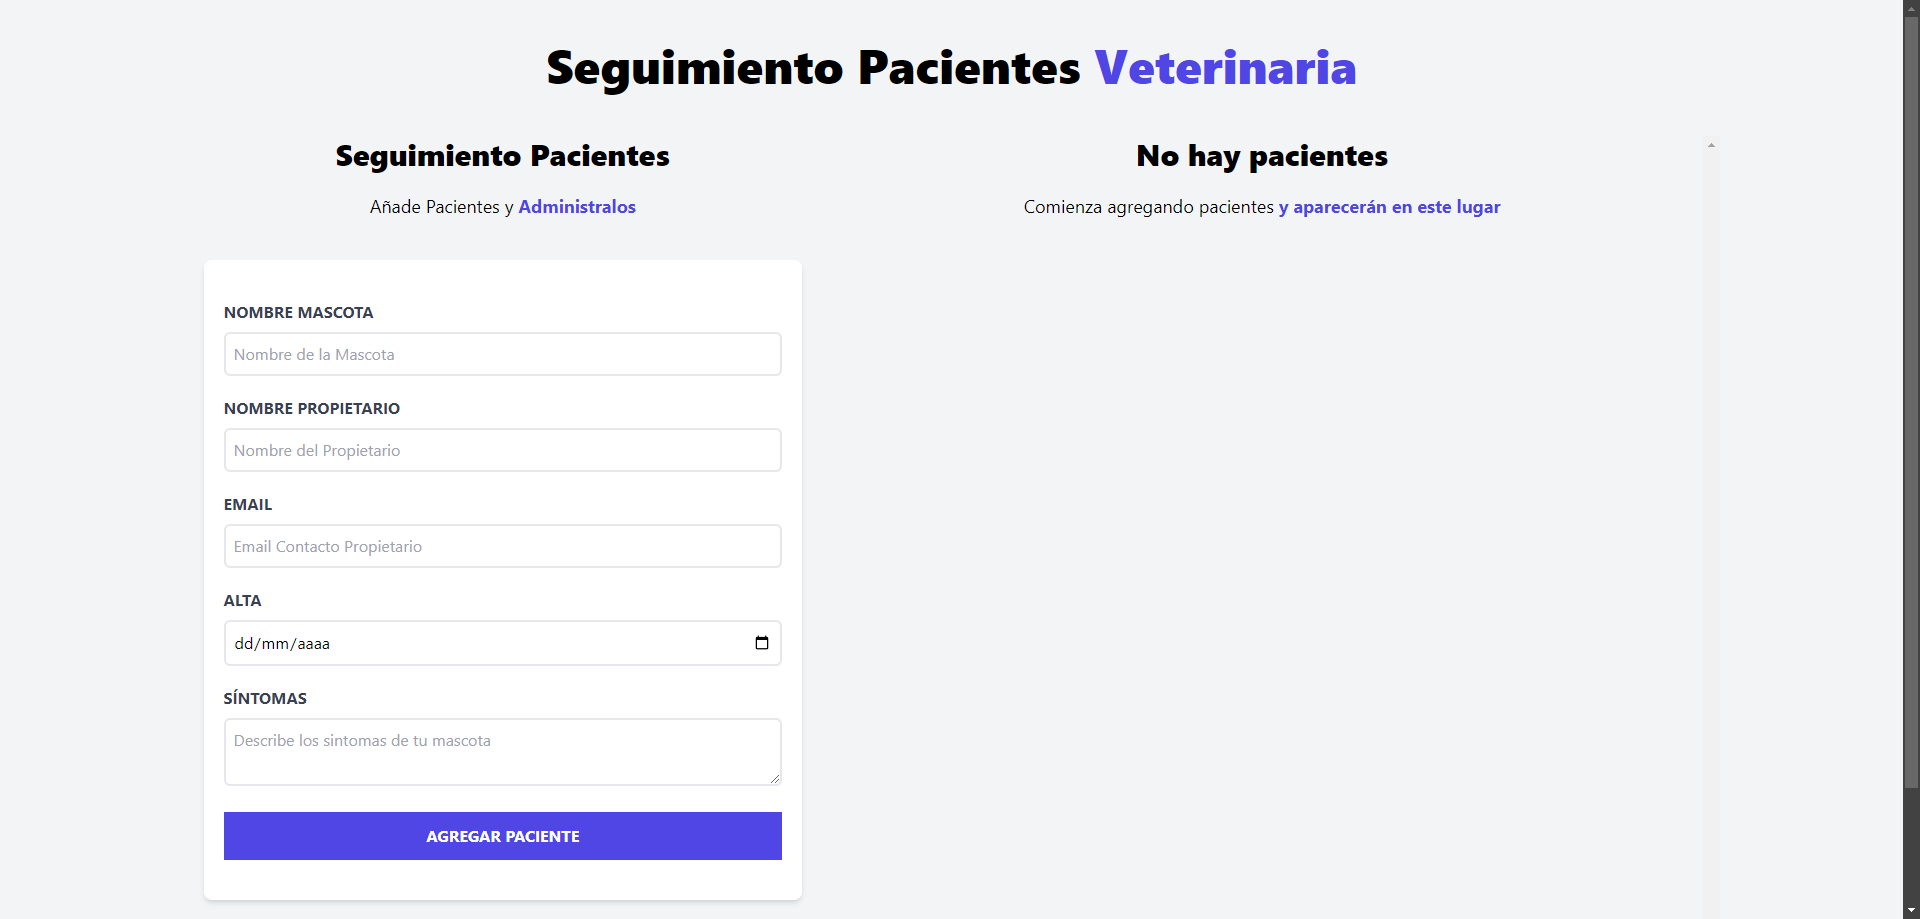 Seguimiento Pacientes Veterinaria
Seguimiento Pacientes
Añade Pacientes y Administralos
NOMBRE MASCOTA
Nombre de la Mascota
NOMBRE PROPIETARIO
Nombre del Propietario
EMAIL
Email Contacto Propietario
ALTA
dd/mm/aaaa
SÍNTOMAS
Describe los sintomas de tu mascota
AGREGAR PACIENTE
No hay pacientes
Comienza agregando pacientes y aparecerán en este lugar